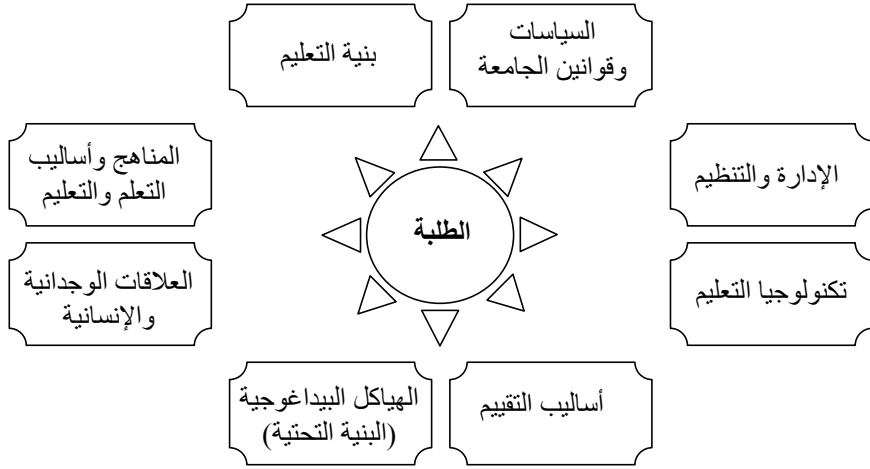 السياسات
وقوانين الجامعة
بنية التعليم
الإدارة والتنظيم
المناهج وأساليب
التعلم والتعليم
الطلبة
تكنولوجيا التعليم
العلاقات الوجدانية
والإنسانية
أساليب التقييم
الهياكل البيداغوجية
(البنية التحتية)